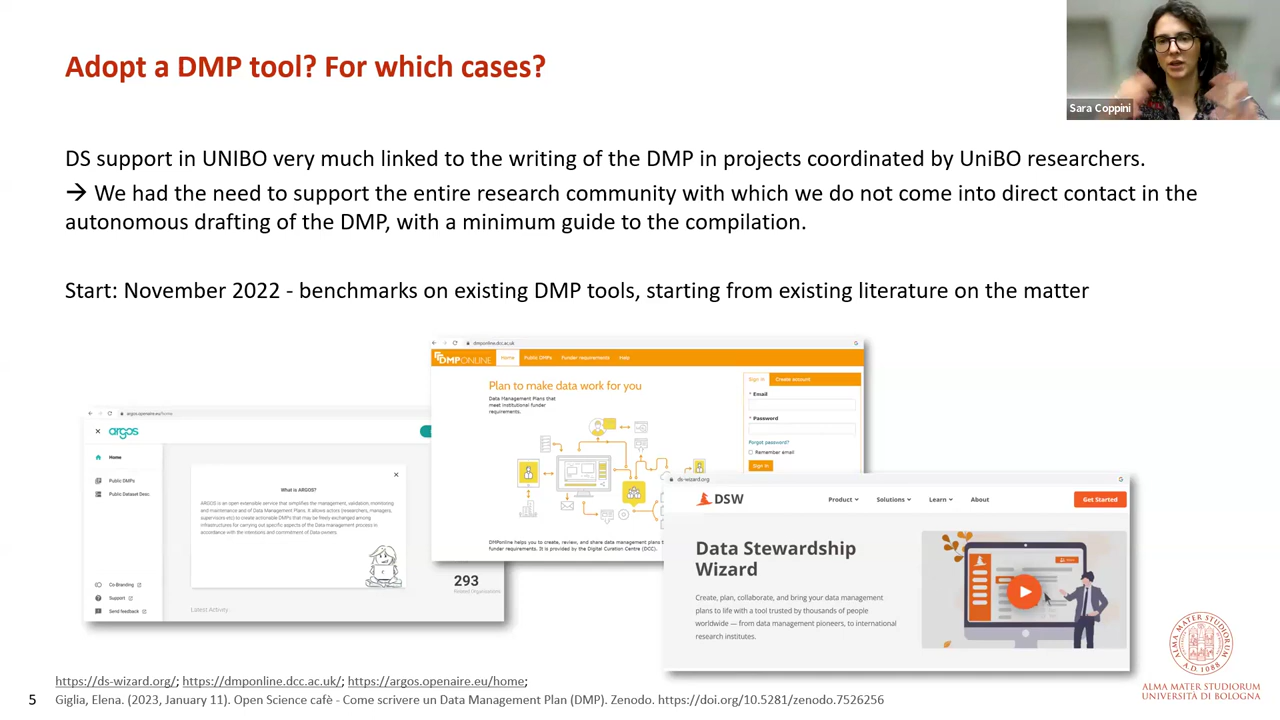 Adopt a DMP tool? For which cases?
Sara Coppini
DS support in UNIBO very much linked to the writing of the DMP in projects coordinated by UniBO researchers.
→ We had the need to support the entire research community with which we do not come into direct contact in the
autonomous drafting of the DMP, with a minimum guide to the compilation.
Start: November 2022 - benchmarks on existing DMP tools, starting from existing literature on the matter
argos.openaire.eu/home
argos
Home
Public DMPs
Public Dataset Desc.
Co-Branding
Support
Send feedback
What is ARGOS?
ARGOS is an open extensible service that simplifies the management, validation, monitoring
and maintenance and of Data Management Plans. It allows actors (researchers, managers,
supervisors etc) to create actionable DMPs that may be freely exchanged among
infrastructures for carrying out specific aspects of the Data management process in
accordance with the intentions and commitment of Data owners.
Latest Activity
293
Related Organizations
dmponline.dcc.ac.uk
DMPONLINE Home Public DMPs Funder requirements Help
Plan to make data work for you
Data Management Plans that
meet institutional funder
requirements.
Sign in Create account
* Email
* Password
Forgot password?
Remember email
Sign in
DMPonline helps you to create, review, and share data management plans
funder requirements. It is provided by the Digital Curation Centre (DCC).
ds-wizard.org
DSW Product Solutions Learn About Get Started
Data Stewardship
Wizard
Create, plan, collaborate, and bring your data management
plans to life with a tool trusted by thousands of people
worldwide — from data management pioneers, to international
research institutes.
https://ds-wizard.org/; https://dmponline.dcc.ac.uk/; https://argos.openaire.eu/home;
5 Giglia, Elena. (2023, January 11). Open Science cafè - Come scrivere un Data Management Plan (DMP). Zenodo. https://doi.org/10.5281/zenodo.7526256
ALMA MATER STUDIORUM
A.D. 1088
ALMA MATER STUDIORUM
UNIVERSITÀ DI BOLOGNA